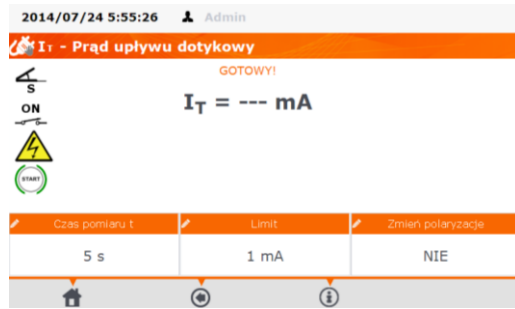 2014/07/24 5:55:26 Admin
IT - Prąd upływu dotykowy
GOTOWY!
S
IT = --- mA
ON
START
Czas pomiaru t Limit Zmień polaryzacje
5 s 1 mA NIE